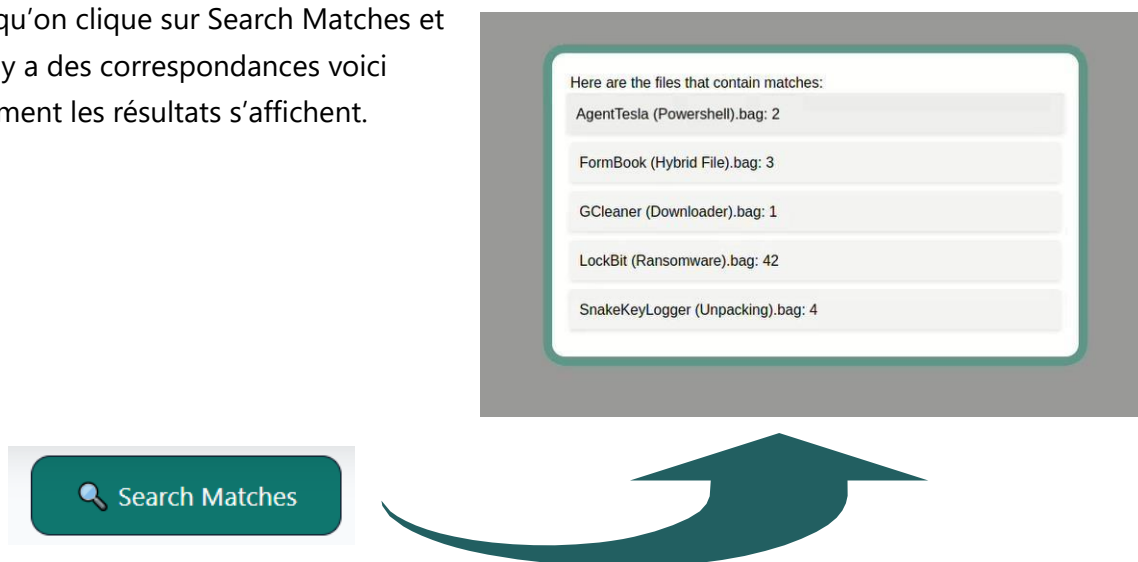 qu’on clique sur Search Matches et
y a des correspondances voici
ment les résultats s’affichent.
Here are the files that contain matches:
AgentTesla (Powershell).bag: 2
FormBook (Hybrid File).bag: 3
GCleaner (Downloader).bag: 1
LockBit (Ransomware).bag: 42
SnakeKeyLogger (Unpacking).bag: 4
Search Matches